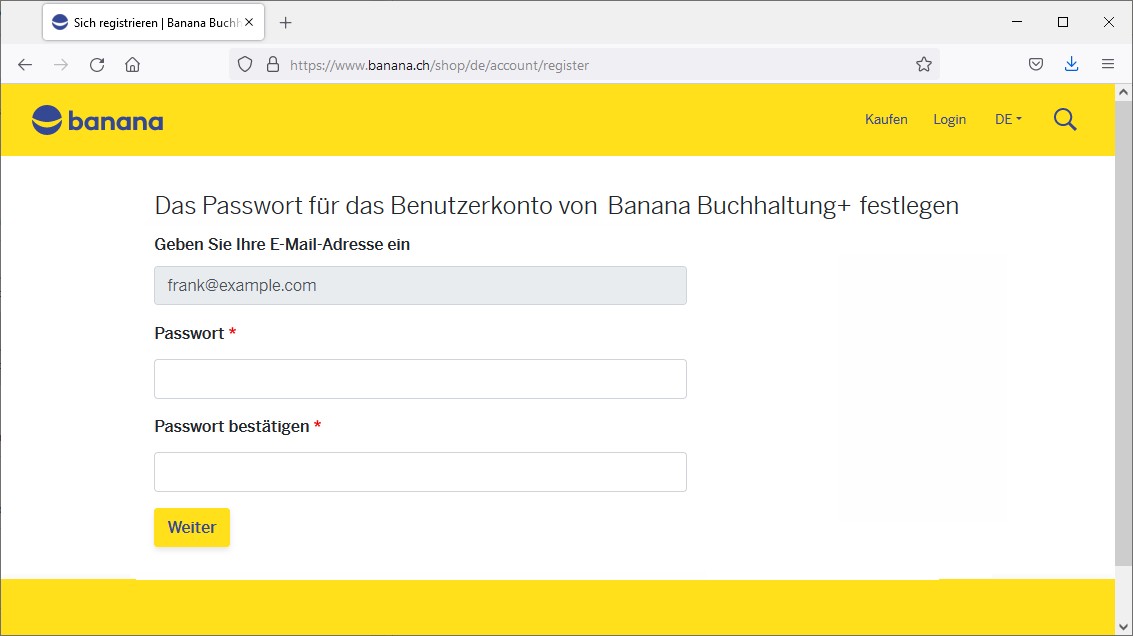 Sich registrieren | Banana Buchh
https://www.banana.ch/shop/de/account/register
banana
Kaufen Login DE
Das Passwort für das Benutzerkonto von Banana Buchhaltung+ festlegen
Geben Sie Ihre E-Mail-Adresse ein
frank@example.com
Passwort *
Passwort bestätigen *
Weiter